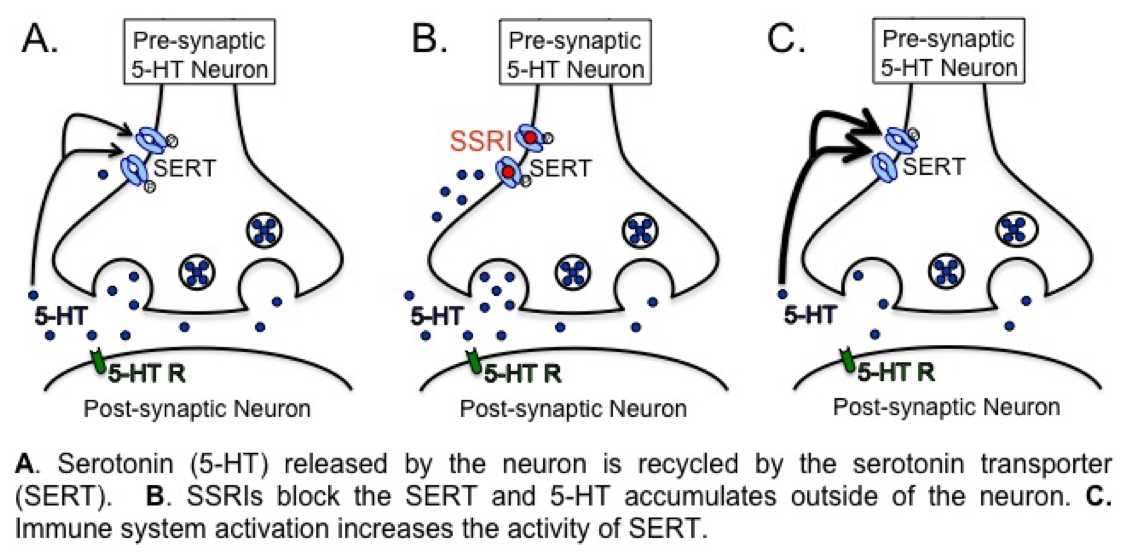 A.
Pre-synaptic
5-HT Neuron
P
SERT
P
5-HT
5-HT R
Post-synaptic Neuron
B.
Pre-synaptic
5-HT Neuron
SSRI
P
SERT
P
5-HT
5-HT R
Post-synaptic Neuron
C.
Pre-synaptic
5-HT Neuron
P
SERT
5-HT
5-HT R
Post-synaptic Neuron
A. Serotonin (5-HT) released by the neuron is recycled by the serotonin transporter
(SERT). B. SSRIs block the SERT and 5-HT accumulates outside of the neuron. C.
Immune system activation increases the activity of SERT.